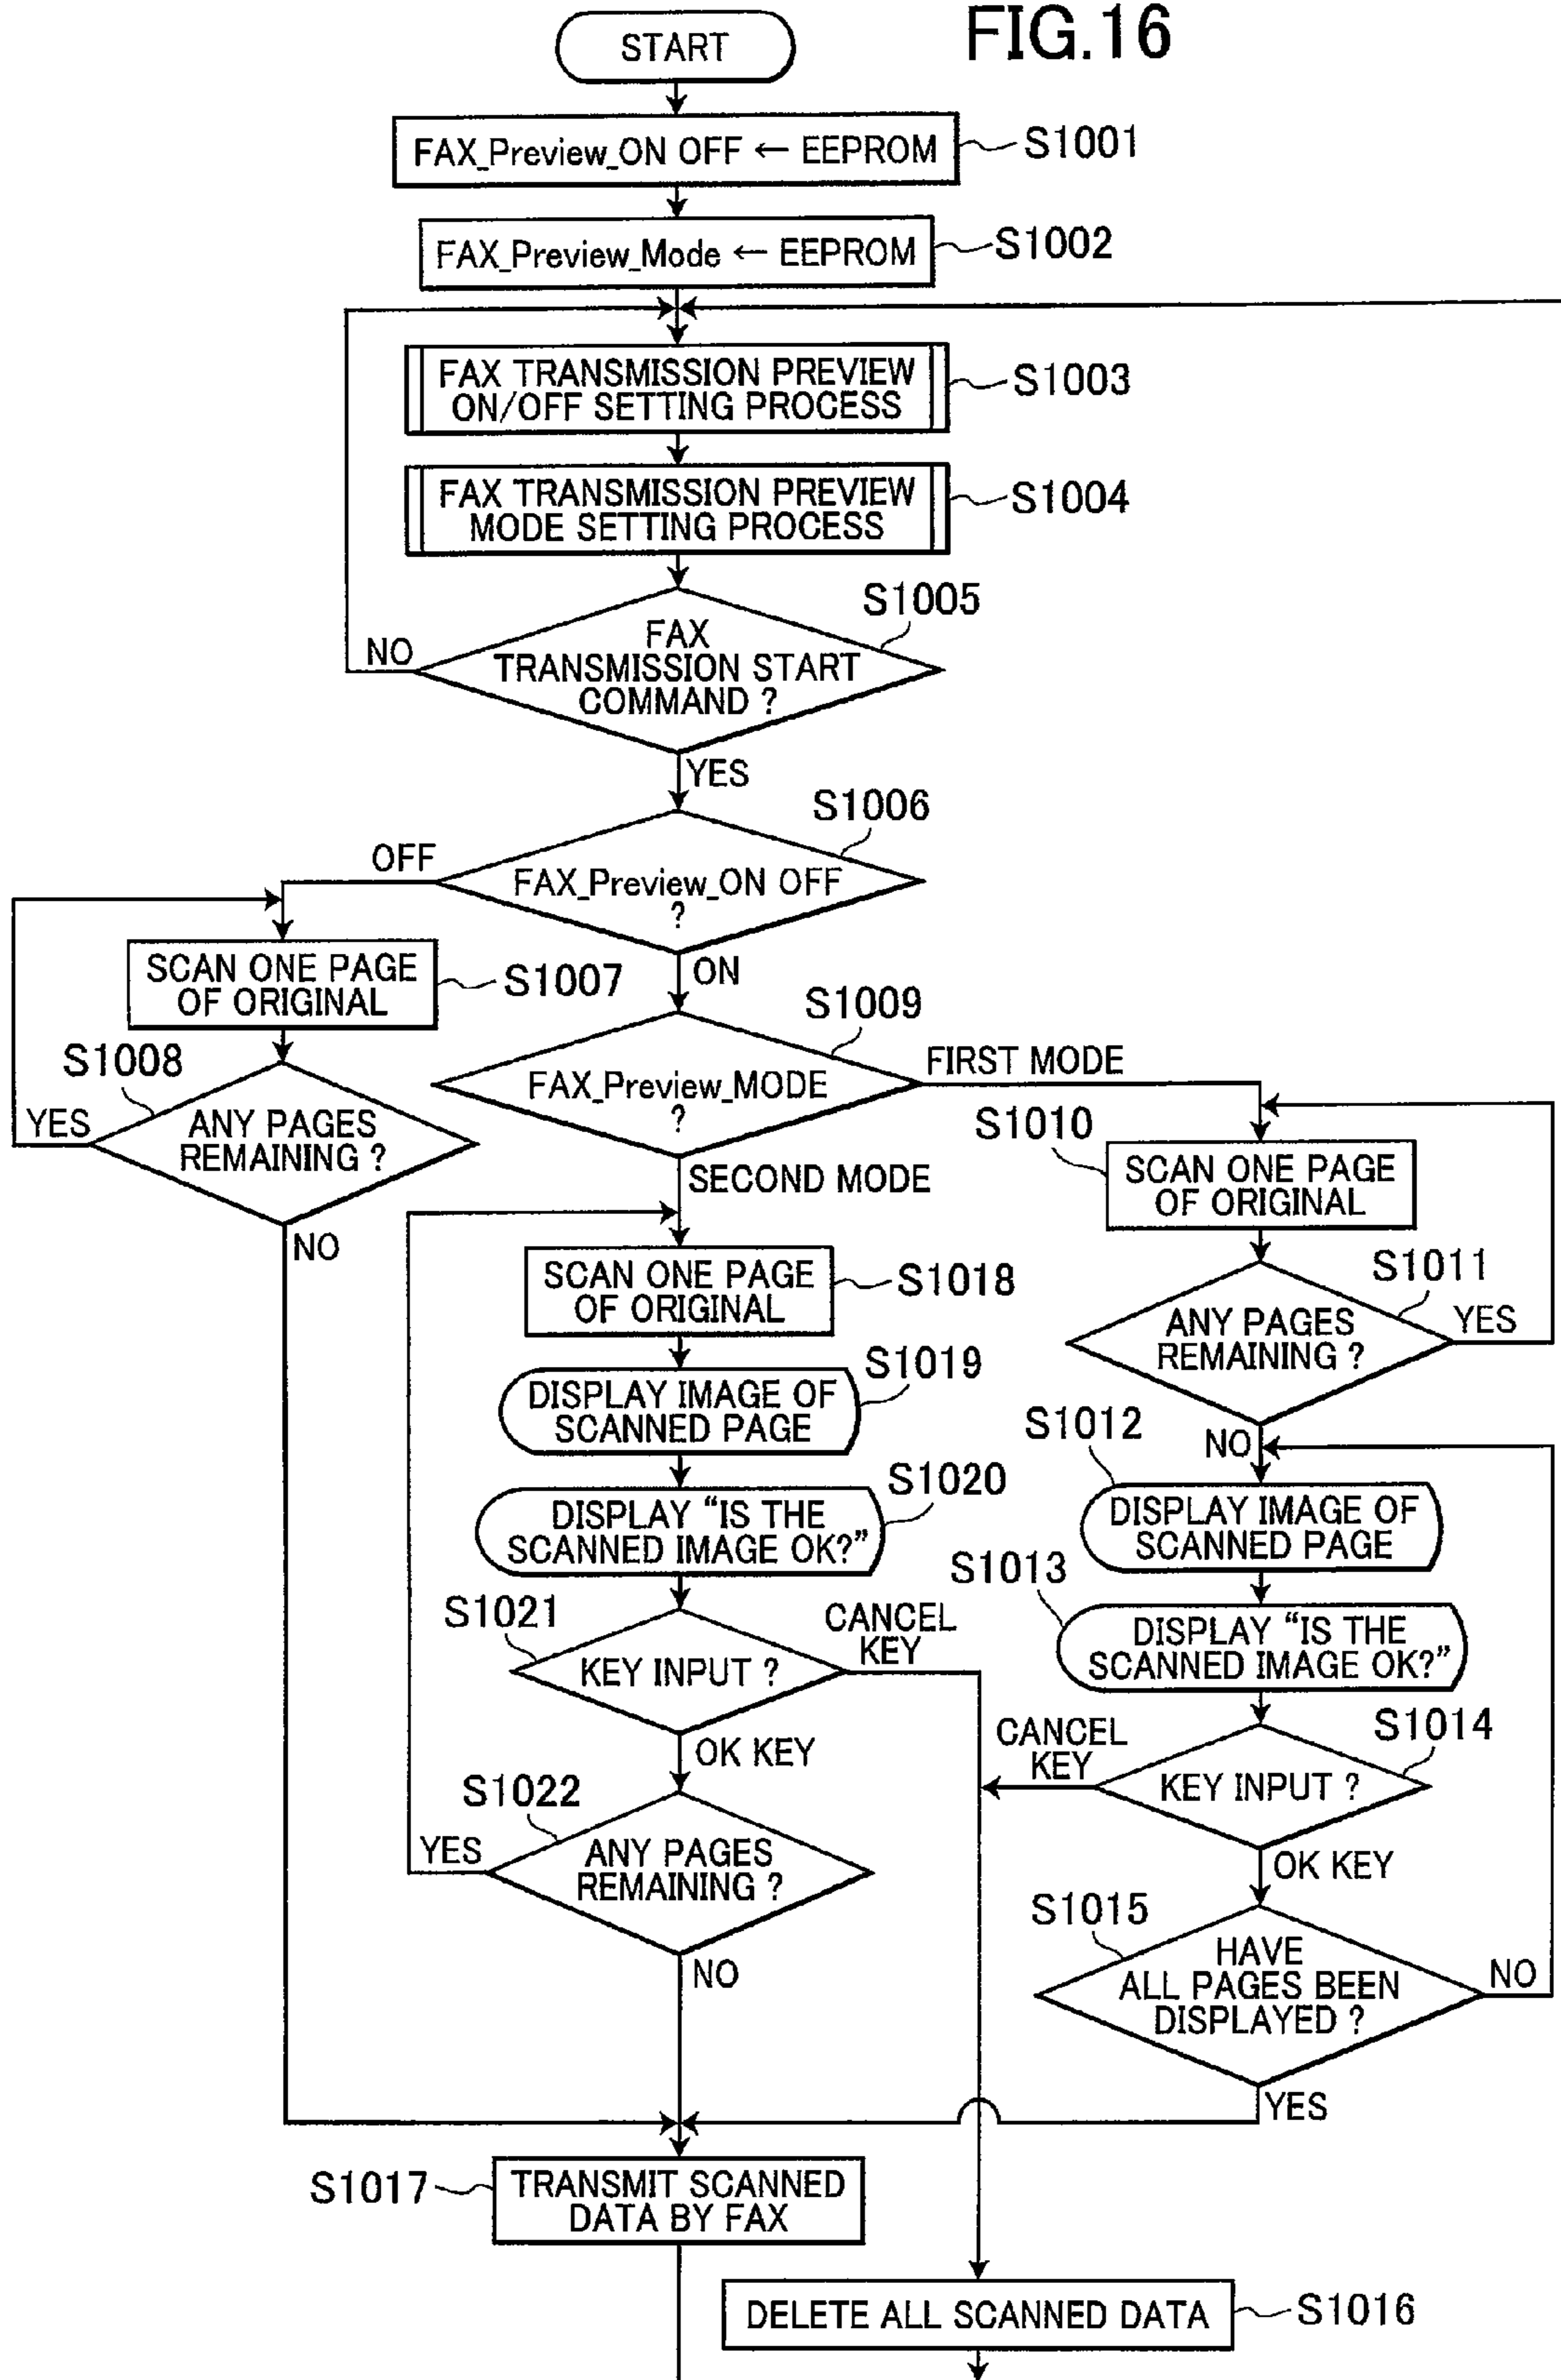 FIG.16
START
FAX_Preview_ON OFF ← EEPROM
S1001
FAX_Preview_Mode ← EEPROM
S1002
FAX TRANSMISSION PREVIEW
ON/OFF SETTING PROCESS
S1003
FAX TRANSMISSION PREVIEW
MODE SETTING PROCESS
S1004
S1005
FAX
TRANSMISSION START
COMMAND ?
NO
YES
S1006
OFF
FAX_Preview_ON OFF
?
ON
SCAN ONE PAGE
OF ORIGINAL
S1007
S1008
ANY PAGES
REMAINING ?
YES
NO
S1009
FAX_Preview_MODE
?
FIRST MODE
SECOND MODE
S1010
SCAN ONE PAGE
OF ORIGINAL
S1011
ANY PAGES
REMAINING ?
YES
NO
SCAN ONE PAGE
OF ORIGINAL
S1018
DISPLAY IMAGE OF
SCANNED PAGE
S1019
DISPLAY “IS THE
SCANNED IMAGE OK?”
S1020
S1021
KEY INPUT ?
CANCEL
KEY
OK KEY
S1022
ANY PAGES
REMAINING ?
YES
NO
S1012
DISPLAY IMAGE OF
SCANNED PAGE
S1013
DISPLAY “IS THE
SCANNED IMAGE OK?”
S1014
KEY INPUT ?
CANCEL
KEY
OK KEY
S1015
HAVE
ALL PAGES BEEN
DISPLAYED ?
NO
YES
S1017
TRANSMIT SCANNED
DATA BY FAX
DELETE ALL SCANNED DATA
S1016